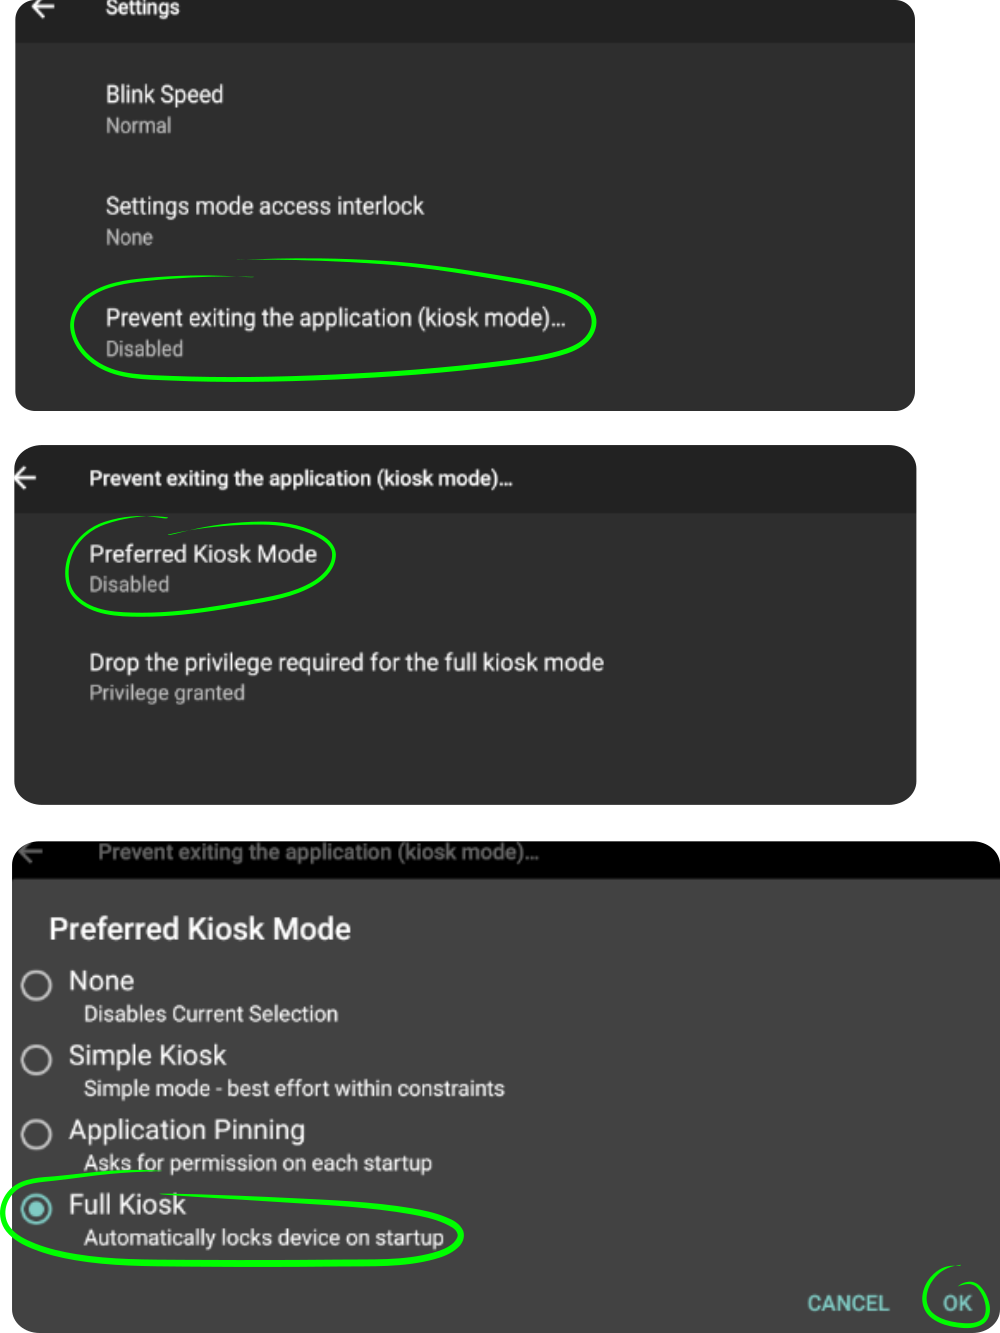 Settings
Blink Speed
Normal
Settings mode access interlock
None
Prevent exiting the application (kiosk mode)...
Disabled
Prevent exiting the application (kiosk mode)...
Preferred Kiosk Mode
Disabled
Drop the privilege required for the full kiosk mode
Privilege granted
Prevent exiting the application (kiosk mode)...
Preferred Kiosk Mode
None
Disables Current Selection
Simple Kiosk
Simple mode - best effort within constraints
Application Pinning
Asks for permission on each startup
Full Kiosk
Automatically locks device on startup
CANCEL OK